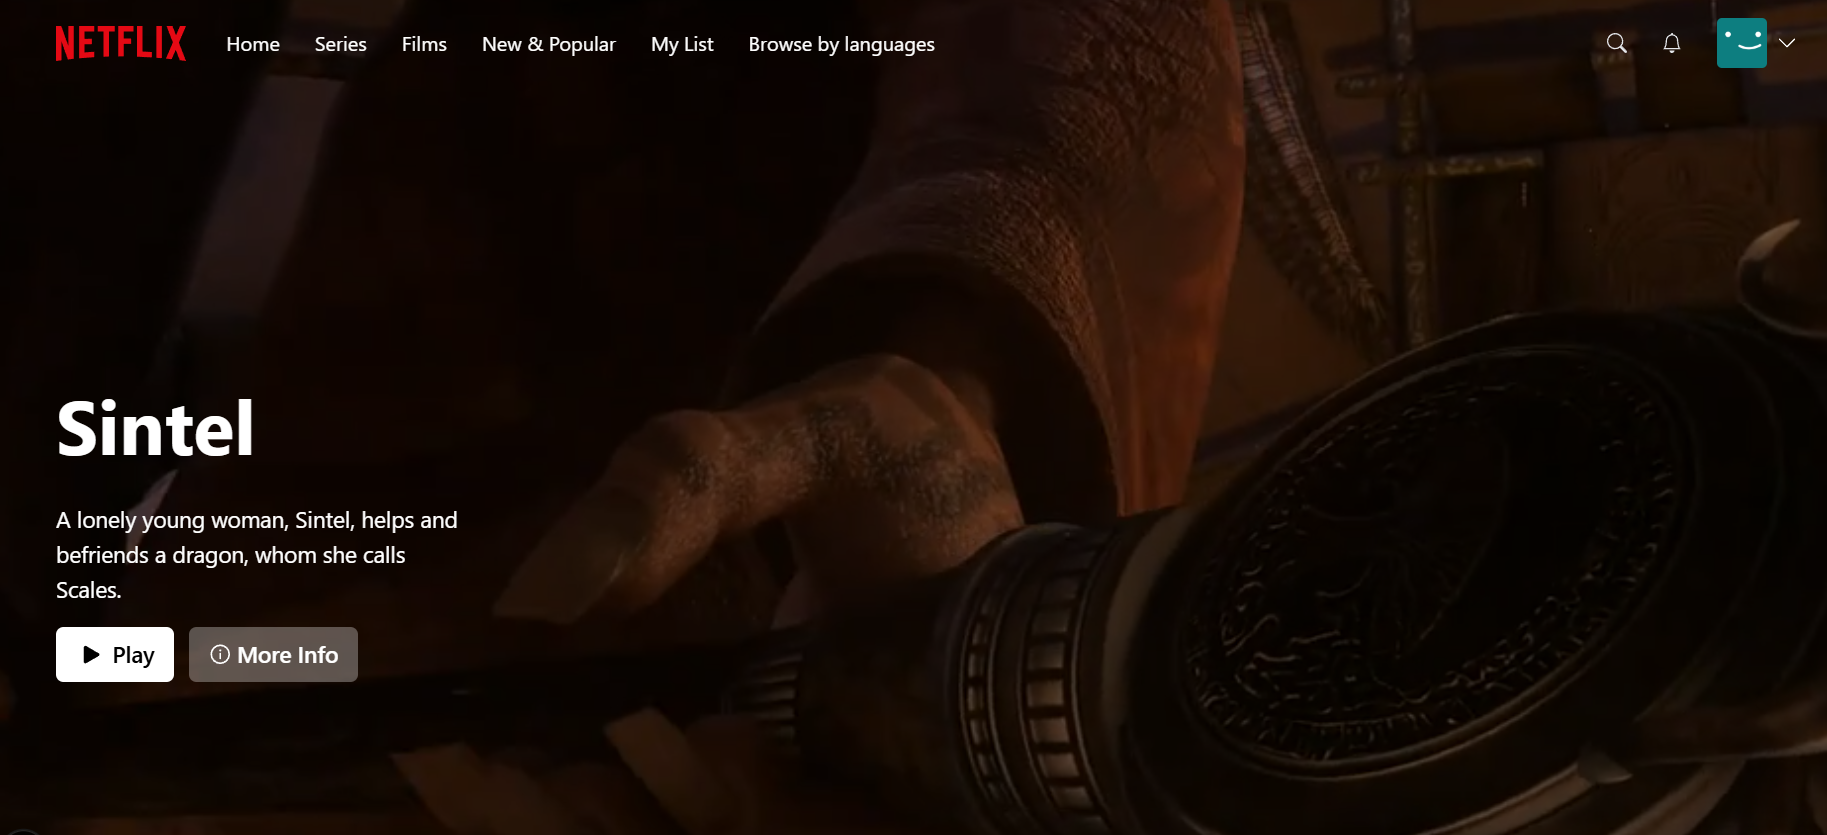 NETFLIX Home Series Films New & Popular My List Browse by languages
Sintel
A lonely young woman, Sintel, helps and
befriends a dragon, whom she calls
Scales.
Play More Info